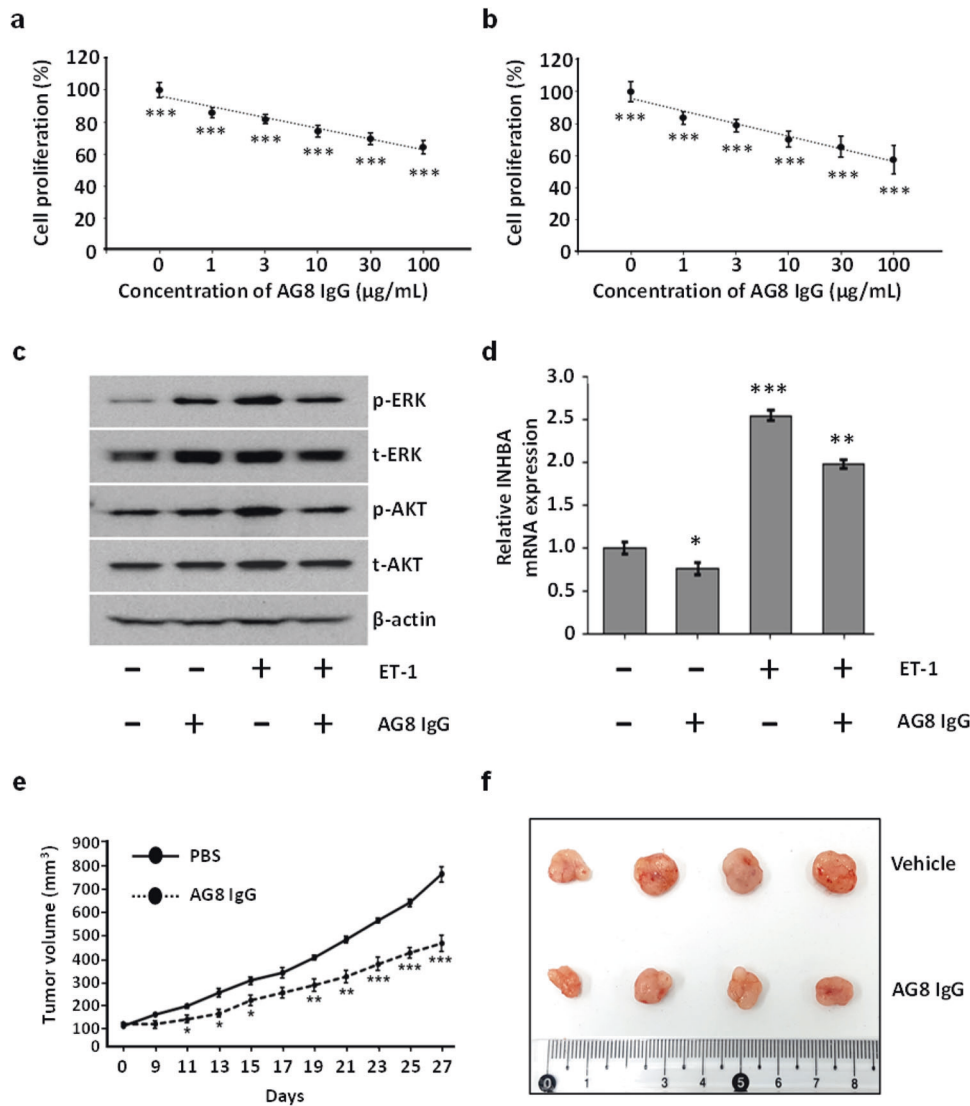 a
Cell proliferation (%)
120
100
80
60
40
20
0
***
***
***
***
***
***
0 1 3 10 30 100
Concentration of AG8 IgG (µg/mL)
b
Cell proliferation (%)
120
100
80
60
40
20
0
***
***
***
***
***
***
0 1 3 10 30 100
Concentration of AG8 IgG (µg/mL)
c
p-ERK
t-ERK
p-AKT
t-AKT
β-actin
− − + + ET-1
− + − + AG8 IgG
d
Relative INHBA
mRNA expression
3.0
2.5
2.0
1.5
1.0
0.5
0
*
***
**
− − + + ET-1
− + − + AG8 IgG
e
Tumor volume (mm³)
900
800
700
600
500
400
300
200
100
0
PBS
AG8 IgG
*
*
*
**
**
***
***
***
0 9 11 13 15 17 19 21 23 25 27
Days
f
Vehicle
AG8 IgG
0 1 3 4 5 6 7 8